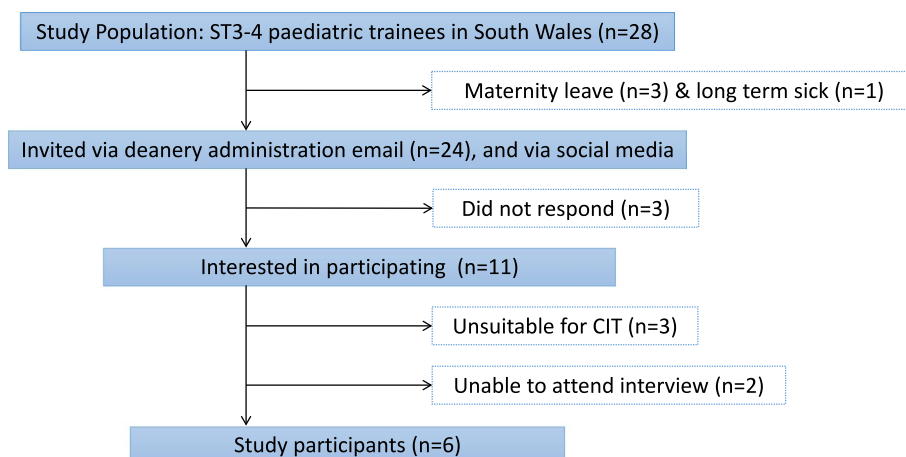 Study Population: ST3-4 paediatric trainees in South Wales (n=28)
Maternity leave (n=3) & long term sick (n=1)
Invited via deanery administration email (n=24), and via social media
Did not respond (n=3)
Interested in participating (n=11)
Unsuitable for CIT (n=3)
Unable to attend interview (n=2)
Study participants (n=6)